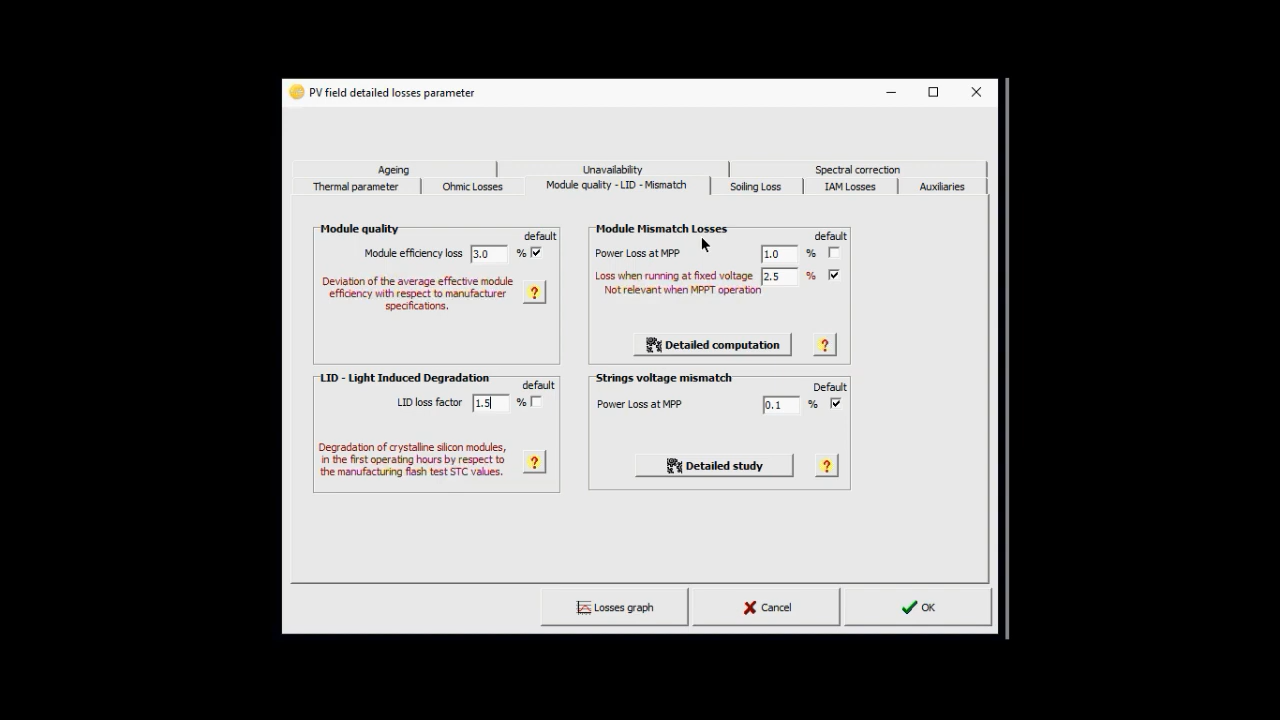 PV field detailed losses parameter
Ageing
Unavailability
Spectral correction
Thermal parameter
Ohmic Losses
Module quality - LID - Mismatch
Soiling Loss
IAM Losses
Auxiliaries
Module quality
default
Module efficiency loss 3.0 %
Deviation of the average effective module
efficiency with respect to manufacturer
specifications.
?
Module Mismatch Losses
default
Power Loss at MPP 1.0 %
Loss when running at fixed voltage 2.5 %
Not relevant when MPPT operation
Detailed computation
?
LID - Light Induced Degradation
default
LID loss factor 1.5 %
Degradation of crystalline silicon modules,
in the first operating hours by respect to
the manufacturing flash test STC values.
?
Strings voltage mismatch
Default
Power Loss at MPP 0.1 %
Detailed study
?
Losses graph
Cancel
OK